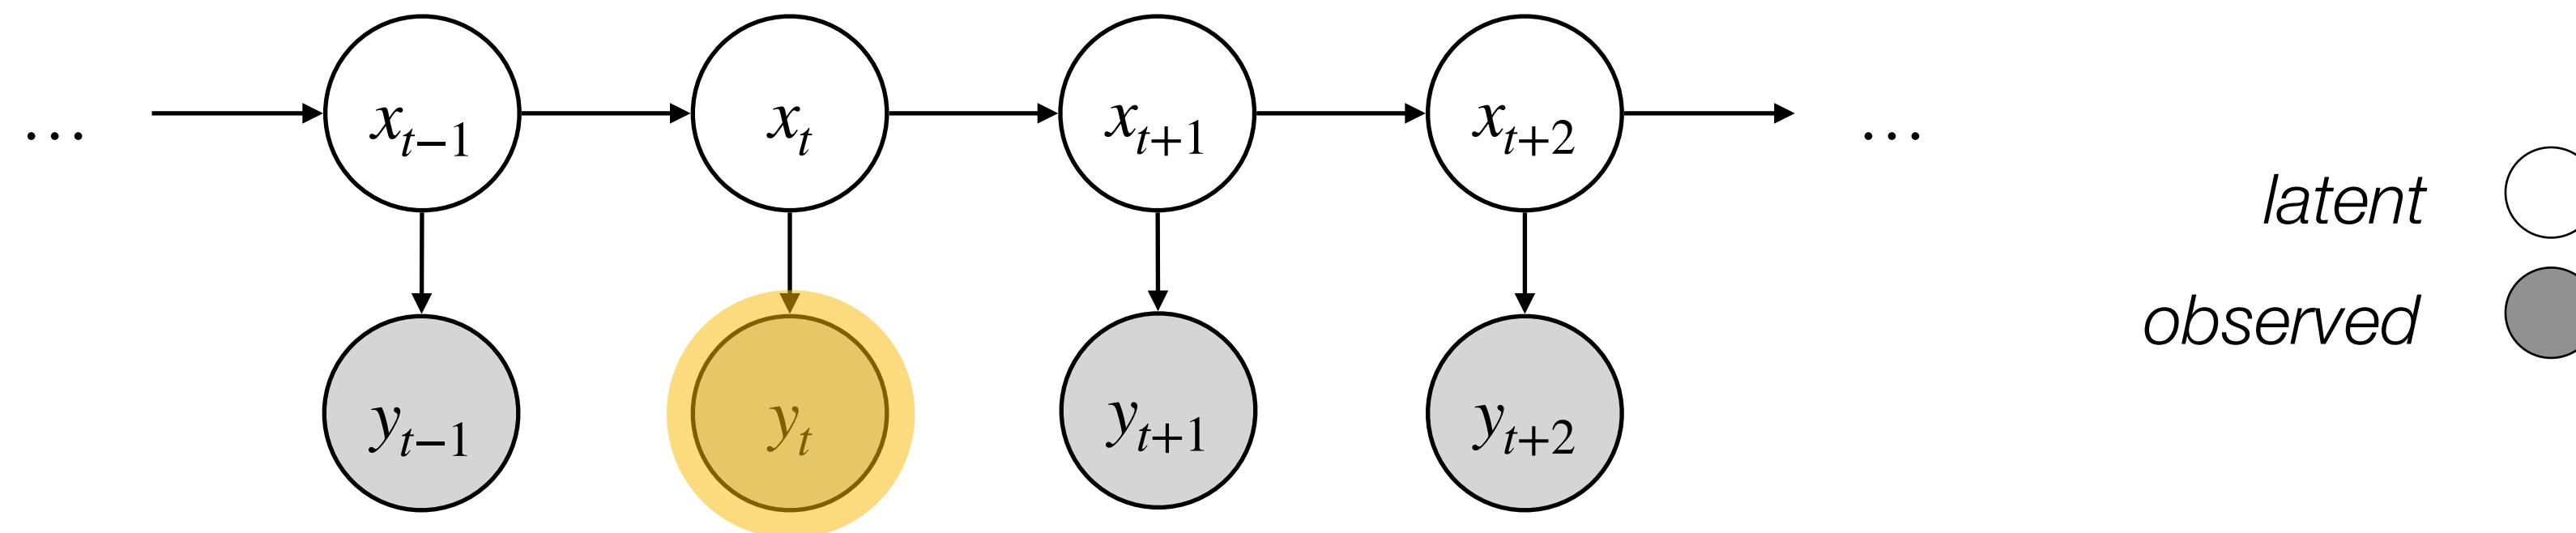 … x_{t−1} x_t x_{t+1} x_{t+2} …
latent
observed
y_{t−1} y_t y_{t+1} y_{t+2}